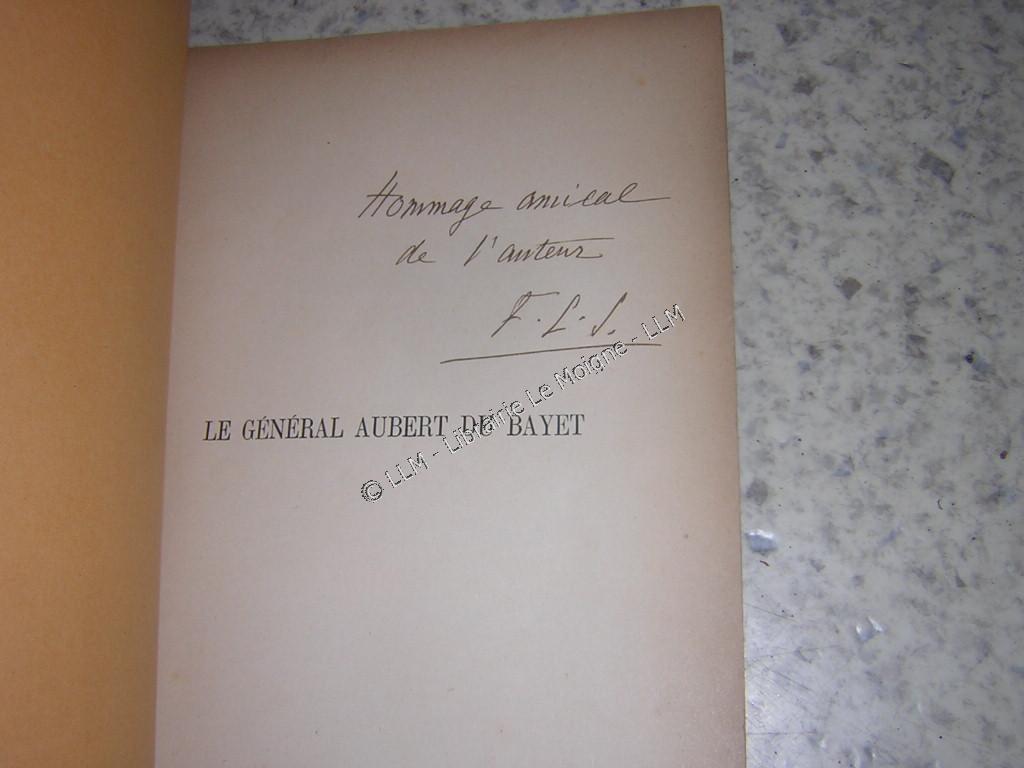 Hommage amical
de l'auteur
F. L. S.
LE GÉNÉRAL AUBERT DU BAYET
© LLM - Librairie Le Moigne - LLM